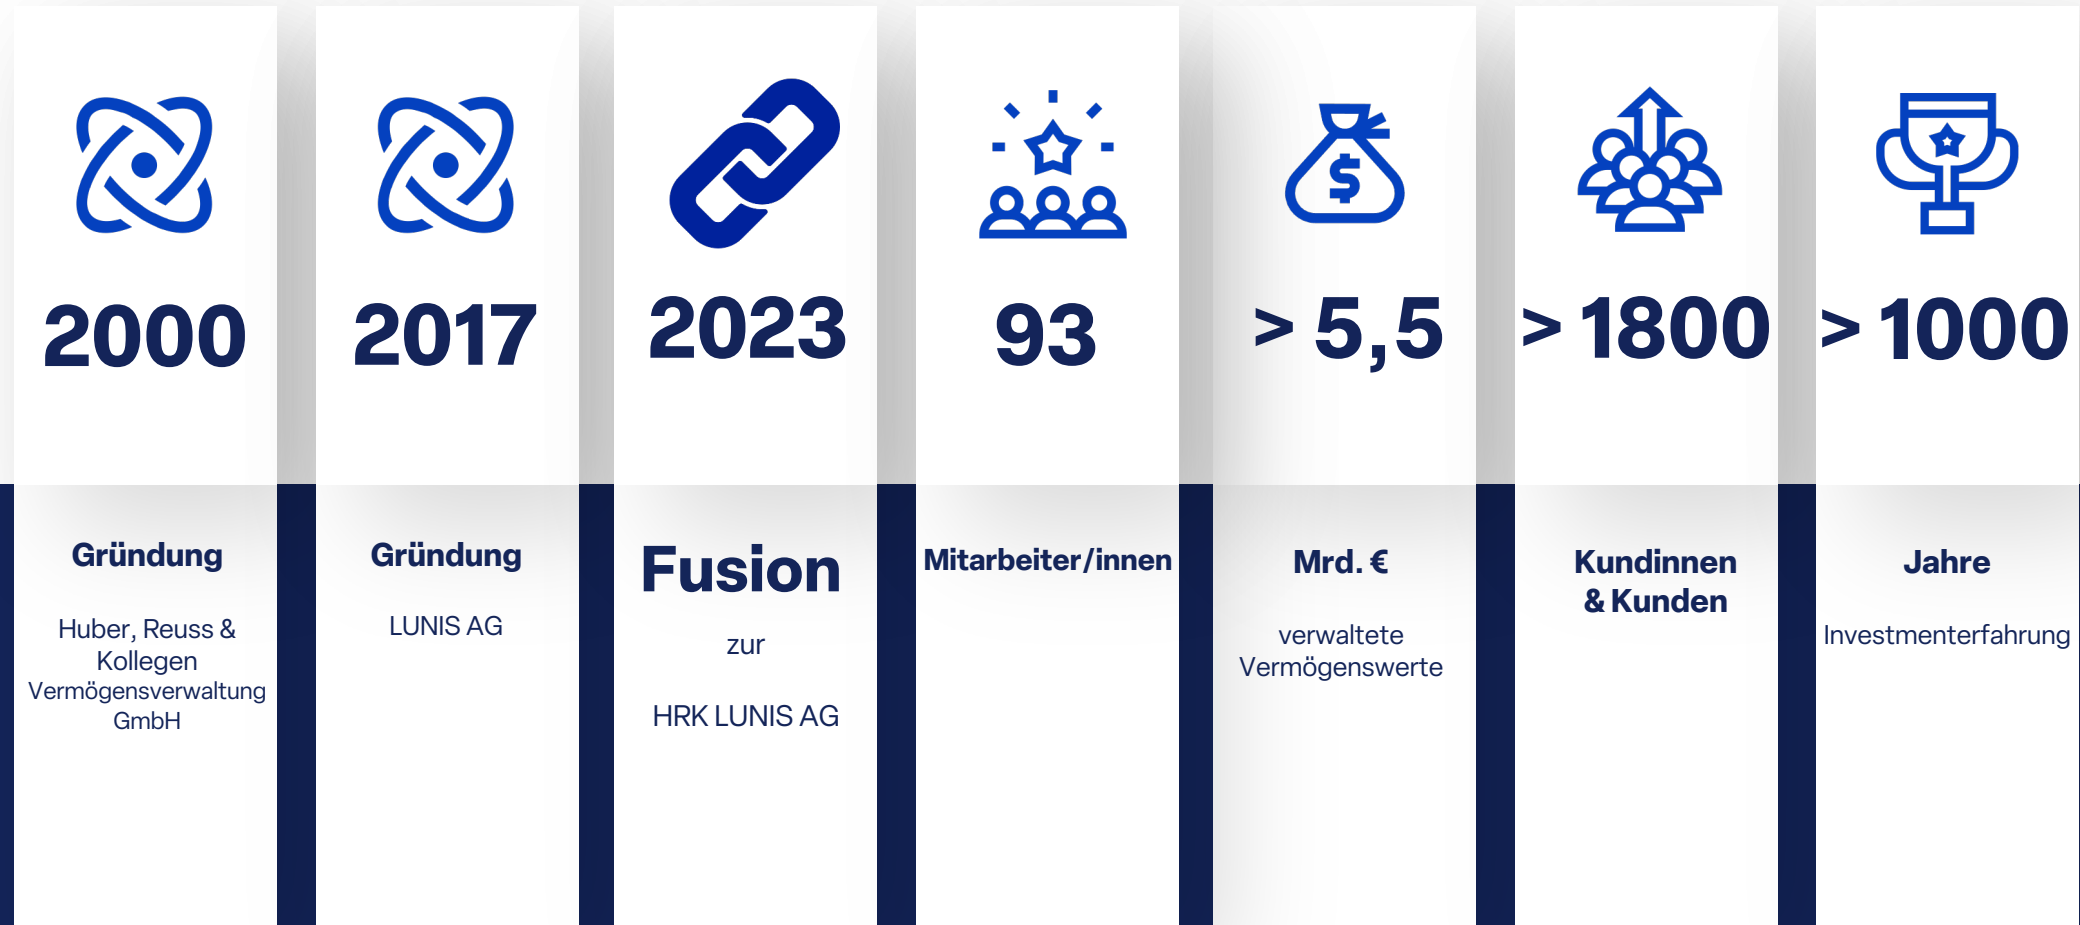 2000
Gründung
Huber, Reuss &
Kollegen
Vermögensverwaltung
GmbH
2017
Gründung
LUNIS AG
2023
Fusion
zur
HRK LUNIS AG
93
Mitarbeiter/innen
$
> 5,5
Mrd. €
verwaltete
Vermögenswerte
> 1800
Kundinnen
& Kunden
> 1000
Jahre
Investmenterfahrung